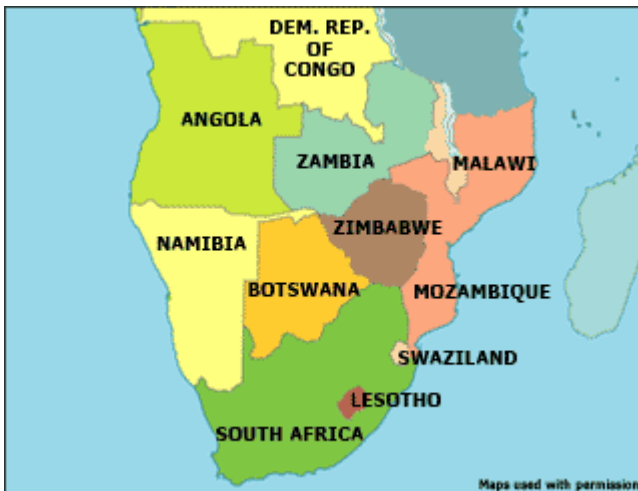 DEM. REP.
OF
CONGO
ANGOLA
ZAMBIA
MALAWI
NAMIBIA
ZIMBABWE
BOTSWANA
MOZAMBIQUE
SWAZILAND
LESOTHO
SOUTH AFRICA
Maps used with permission